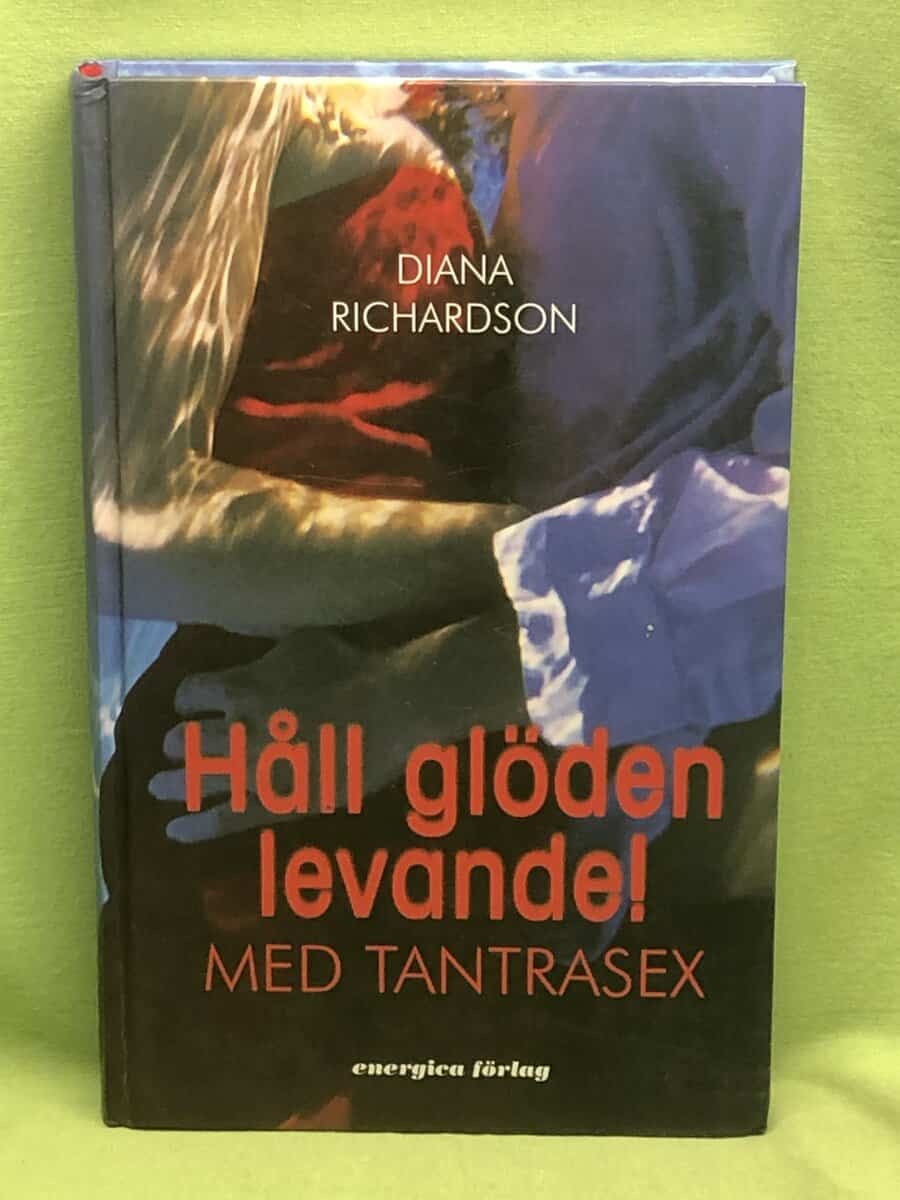 DIANA
RICHARDSON
Håll glöden
levande!
MED TANTRASEX
energica förlag